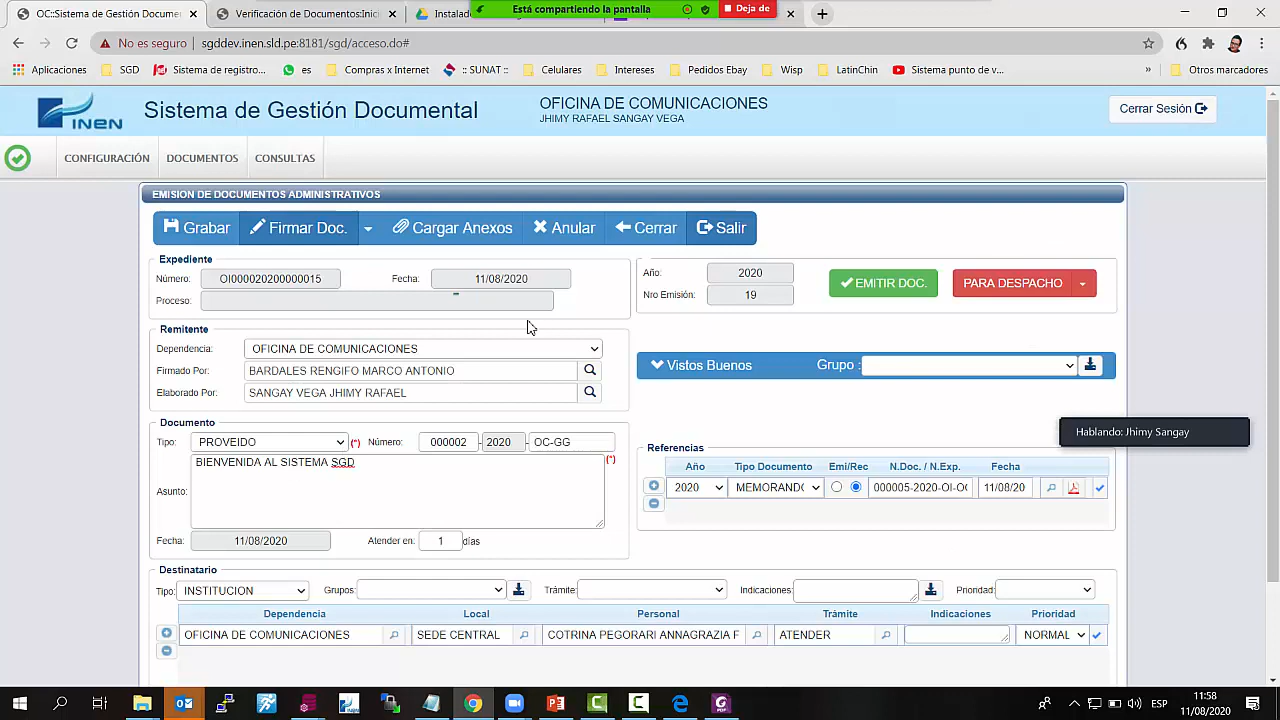 OC::Sistema de Gestión Document
Verificación de Documentos:Inici
Instalad
Está compartiendo la pantalla
Deja de
No es seguro
sgddev.inen.sld.pe:8181/sgd/acceso.do#
Aplicaciones
SGD
Sistema de registro...
es
Compras x Internet
:: SUNAT ::
Celulares
Intereses
Pedidos Ebay
Wisp
LatinChin
Sistema punto de v...
»
Otros marcadores
INEN
Sistema de Gestión Documental
OFICINA DE COMUNICACIONES
JHIMY RAFAEL SANGAY VEGA
Cerrar Sesión
CONFIGURACIÓN
DOCUMENTOS
CONSULTAS
EMISION DE DOCUMENTOS ADMINISTRATIVOS
Grabar
Firmar Doc.
Cargar Anexos
Anular
Cerrar
Salir
Expediente
Número: OI000020200000015
Fecha: 11/08/2020
Proceso:
Año: 2020
Nro Emisión: 19
EMITIR DOC.
PARA DESPACHO
Remitente
Dependencia: OFICINA DE COMUNICACIONES
Firmado Por: BARDALES RENGIFO MARCO ANTONIO
Elaborado Por: SANGAY VEGA JHIMY RAFAEL
Vistos Buenos
Grupo :
Hablando: Jhimy Sangay
Documento
Tipo: PROVEIDO (*) Número: 000002 - 2020 - OC-GG
Asunto: BIENVENIDA AL SISTEMA SGD (*)
Fecha: 11/08/2020
Atender en: 1 días
Referencias
Año Tipo Documento Emi/Rec N.Doc. / N.Exp. Fecha
2020 MEMORAND 000005-2020-OI-O 11/08/20
Destinatario
Tipo: INSTITUCION Grupos: Trámite: Indicaciones: Prioridad:
Dependencia Local Personal Trámite Indicaciones Prioridad
OFICINA DE COMUNICACIONES SEDE CENTRAL COTRINA PEGORARI ANNAGRAZIA F ATENDER NORMAL
ESP
11:58
11/08/2020